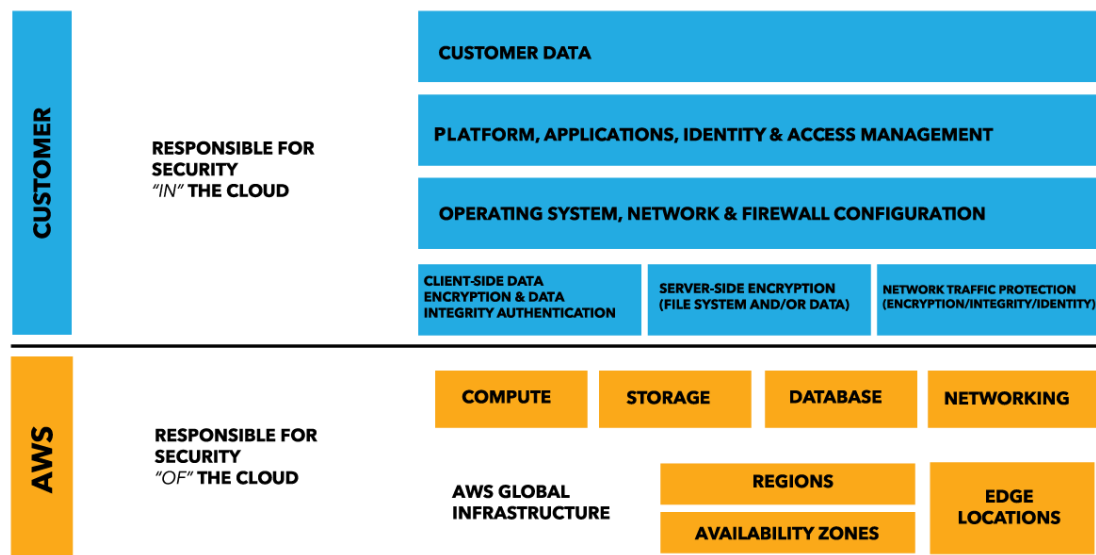 CUSTOMER
RESPONSIBLE FOR
SECURITY
"IN" THE CLOUD
CUSTOMER DATA
PLATFORM, APPLICATIONS, IDENTITY & ACCESS MANAGEMENT
OPERATING SYSTEM, NETWORK & FIREWALL CONFIGURATION
CLIENT-SIDE DATA
ENCRYPTION & DATA
INTEGRITY AUTHENTICATION
SERVER-SIDE ENCRYPTION
(FILE SYSTEM AND/OR DATA)
NETWORK TRAFFIC PROTECTION
(ENCRYPTION/INTEGRITY/IDENTITY)
AWS
RESPONSIBLE FOR
SECURITY
"OF" THE CLOUD
COMPUTE
STORAGE
DATABASE
NETWORKING
AWS GLOBAL
INFRASTRUCTURE
REGIONS
AVAILABILITY ZONES
EDGE
LOCATIONS